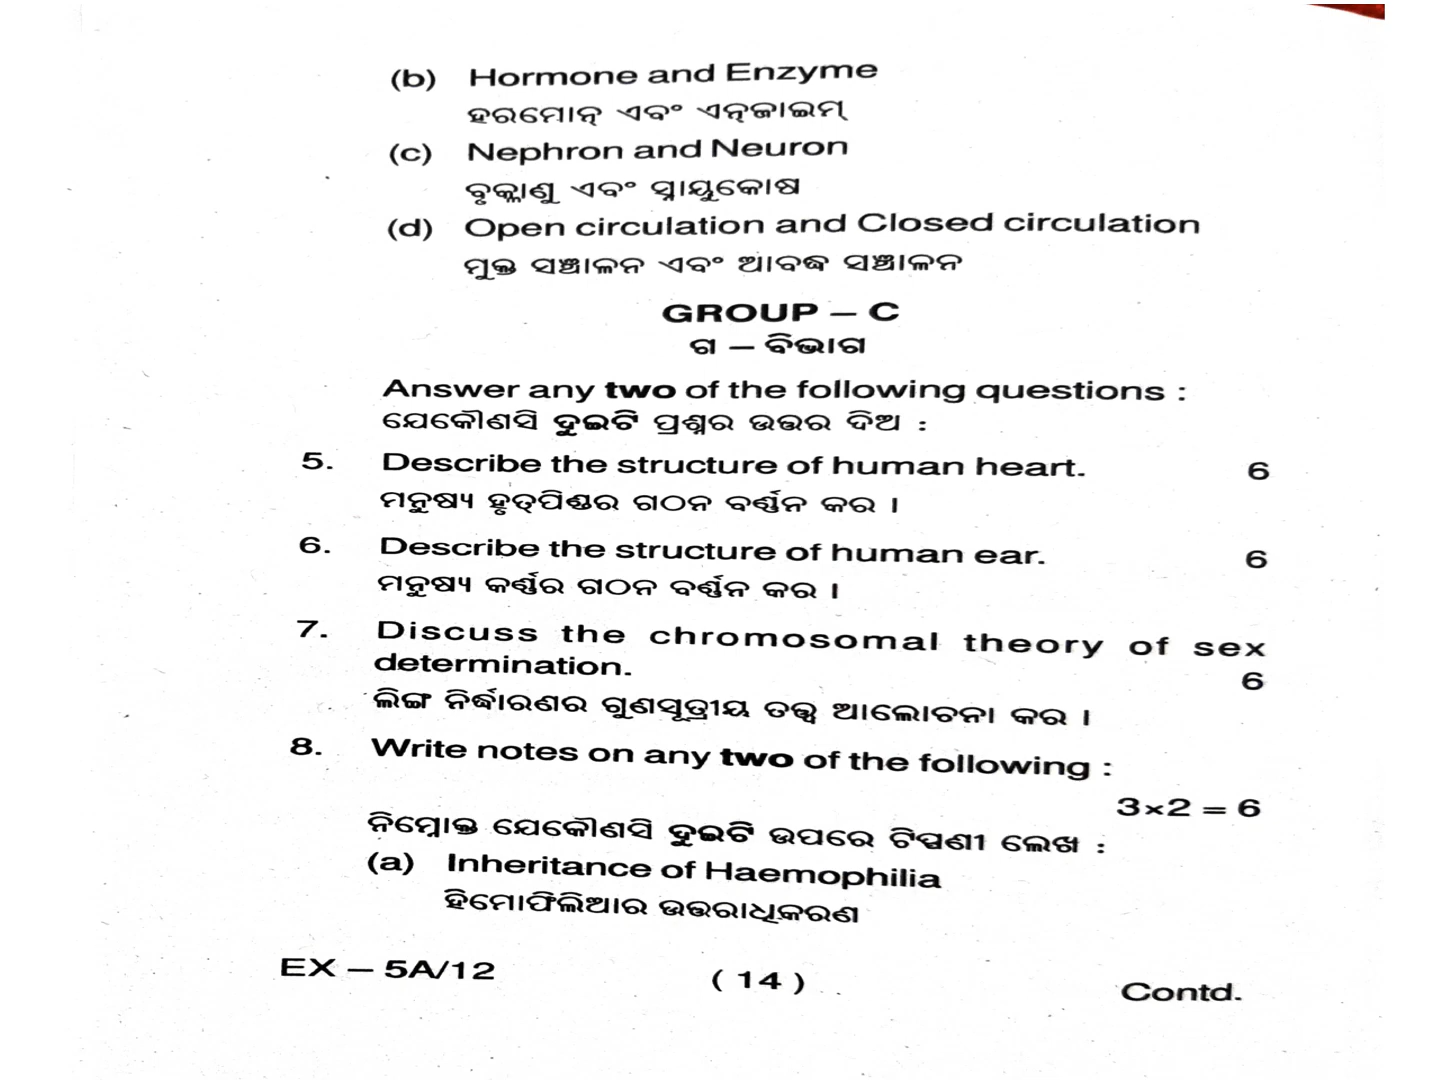 (b) Hormone and Enzyme
ହରମୋନ୍ ଏବଂ ଏନ୍‌ଜାଇମ୍
(c) Nephron and Neuron
ବୃକ୍କାଣୁ ଏବଂ ସ୍ନାୟୁକୋଷ
(d) Open circulation and Closed circulation
ମୁକ୍ତ ସଞ୍ଚାଳନ ଏବଂ ଆବଦ୍ଧ ସଞ୍ଚାଳନ
GROUP – C
ଗ – ବିଭାଗ
Answer any two of the following questions :
ଯେକୌଣସି ଦୁଇଟି ପ୍ରଶ୍ନର ଉତ୍ତର ଦିଅ :
5. Describe the structure of human heart. 6
ମନୁଷ୍ୟ ହୃତ୍‌ପିଣ୍ଡର ଗଠନ ବର୍ଣ୍ଣନ କର ।
6. Describe the structure of human ear. 6
ମନୁଷ୍ୟ କର୍ଣ୍ଣର ଗଠନ ବର୍ଣ୍ଣନ କର ।
7. Discuss the chromosomal theory of sex
determination. 6
ଲିଙ୍ଗ ନିର୍ଦ୍ଧାରଣର ଗୁଣସୂତ୍ରୀୟ ତତ୍ତ୍ୱ ଆଲୋଚନା କର ।
8. Write notes on any two of the following :
3×2 = 6
ନିମ୍ନୋକ୍ତ ଯେକୌଣସି ଦୁଇଟି ଉପରେ ଟିପ୍ପଣୀ ଲେଖ :
(a) Inheritance of Haemophilia
ହିମୋଫିଲିଆର ଉତ୍ତରାଧିକରଣ
EX – 5A/12 ( 14 ) Contd.